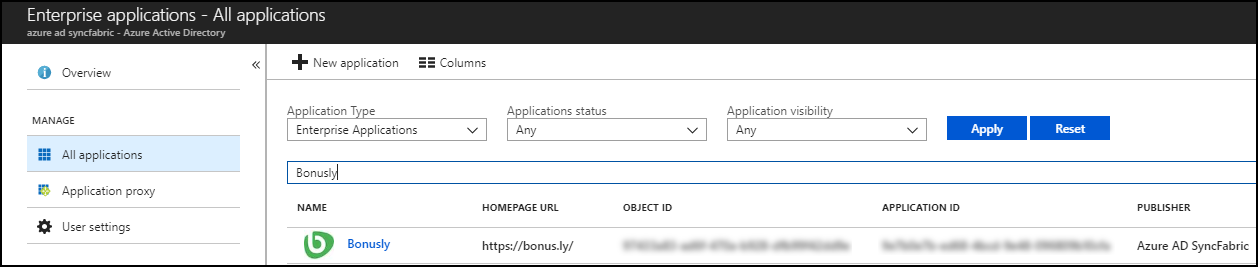 Enterprise applications - All applications
azure ad syncfabric - Azure Active Directory
«
Overview
MANAGE
All applications
Application proxy
User settings
New application Columns
Application Type Applications status Application visibility
Enterprise Applications Any Any Apply Reset
Bonusly
NAME HOMEPAGE URL OBJECT ID APPLICATION ID PUBLISHER
Bonusly https://bonus.ly/ Azure AD SyncFabric